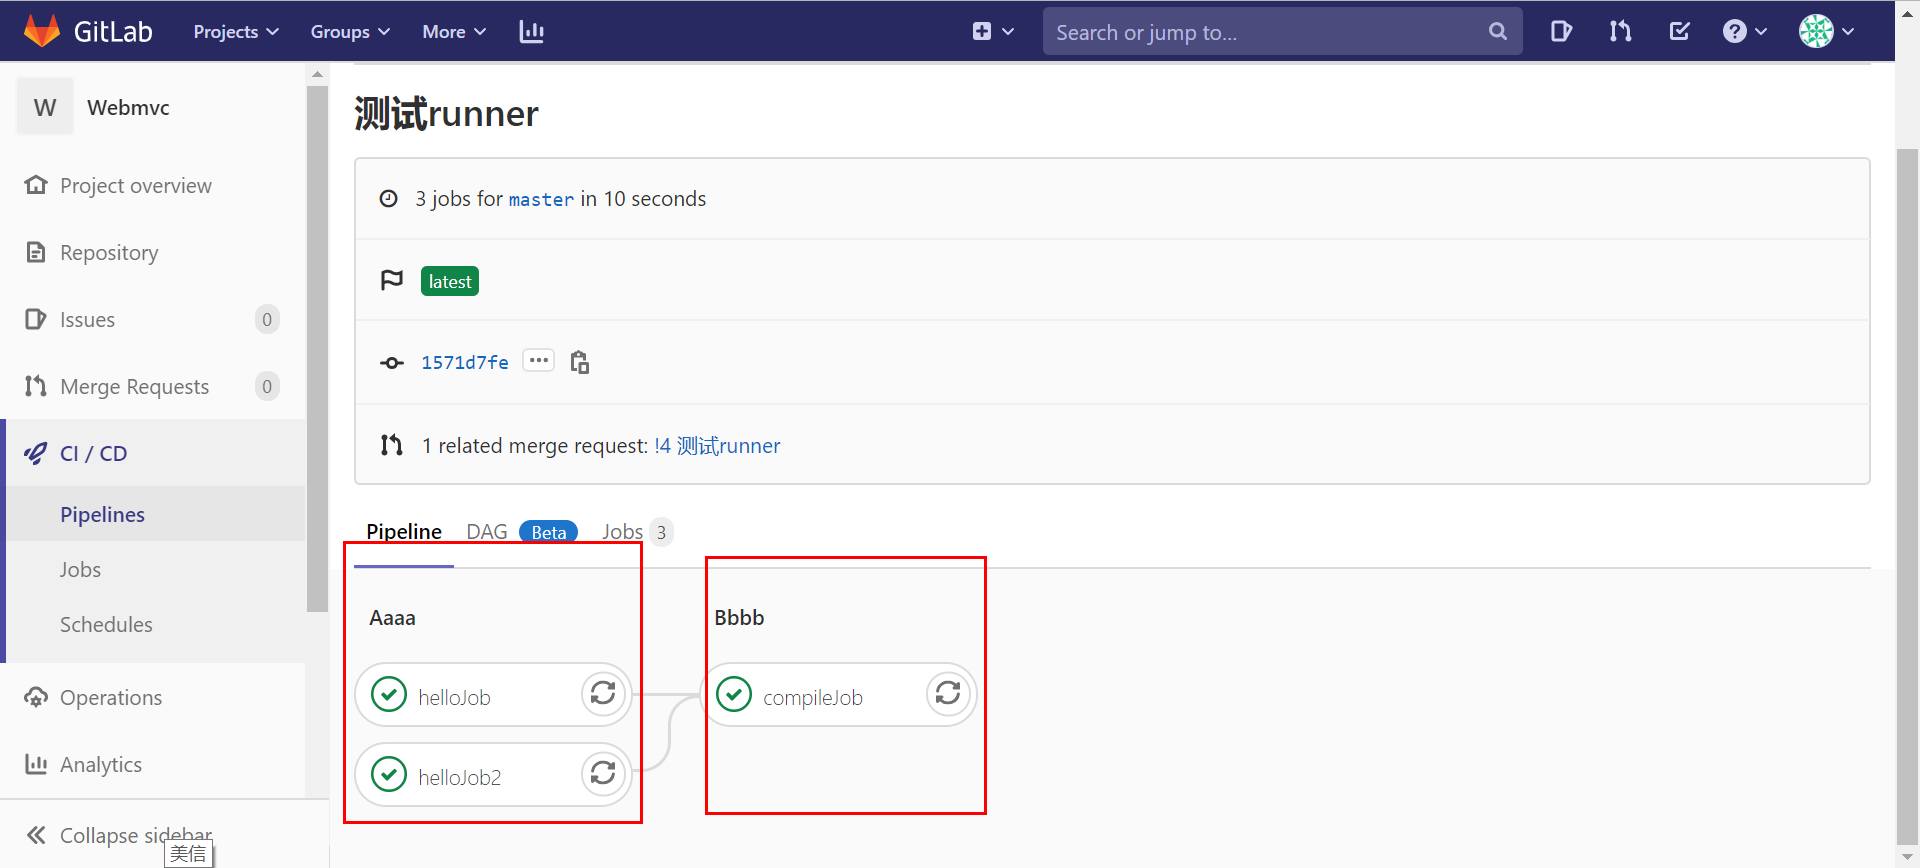 GitLab Projects Groups More Search or jump to...
W Webmvc
Project overview
Repository
Issues 0
Merge Requests 0
CI / CD
Pipelines
Jobs
Schedules
Operations
Analytics
Collapse sidebar
美信
测试runner
3 jobs for master in 10 seconds
latest
1571d7fe
1 related merge request: !4 测试runner
Pipeline DAG Beta Jobs 3
Aaaa Bbbb
helloJob compileJob
helloJob2